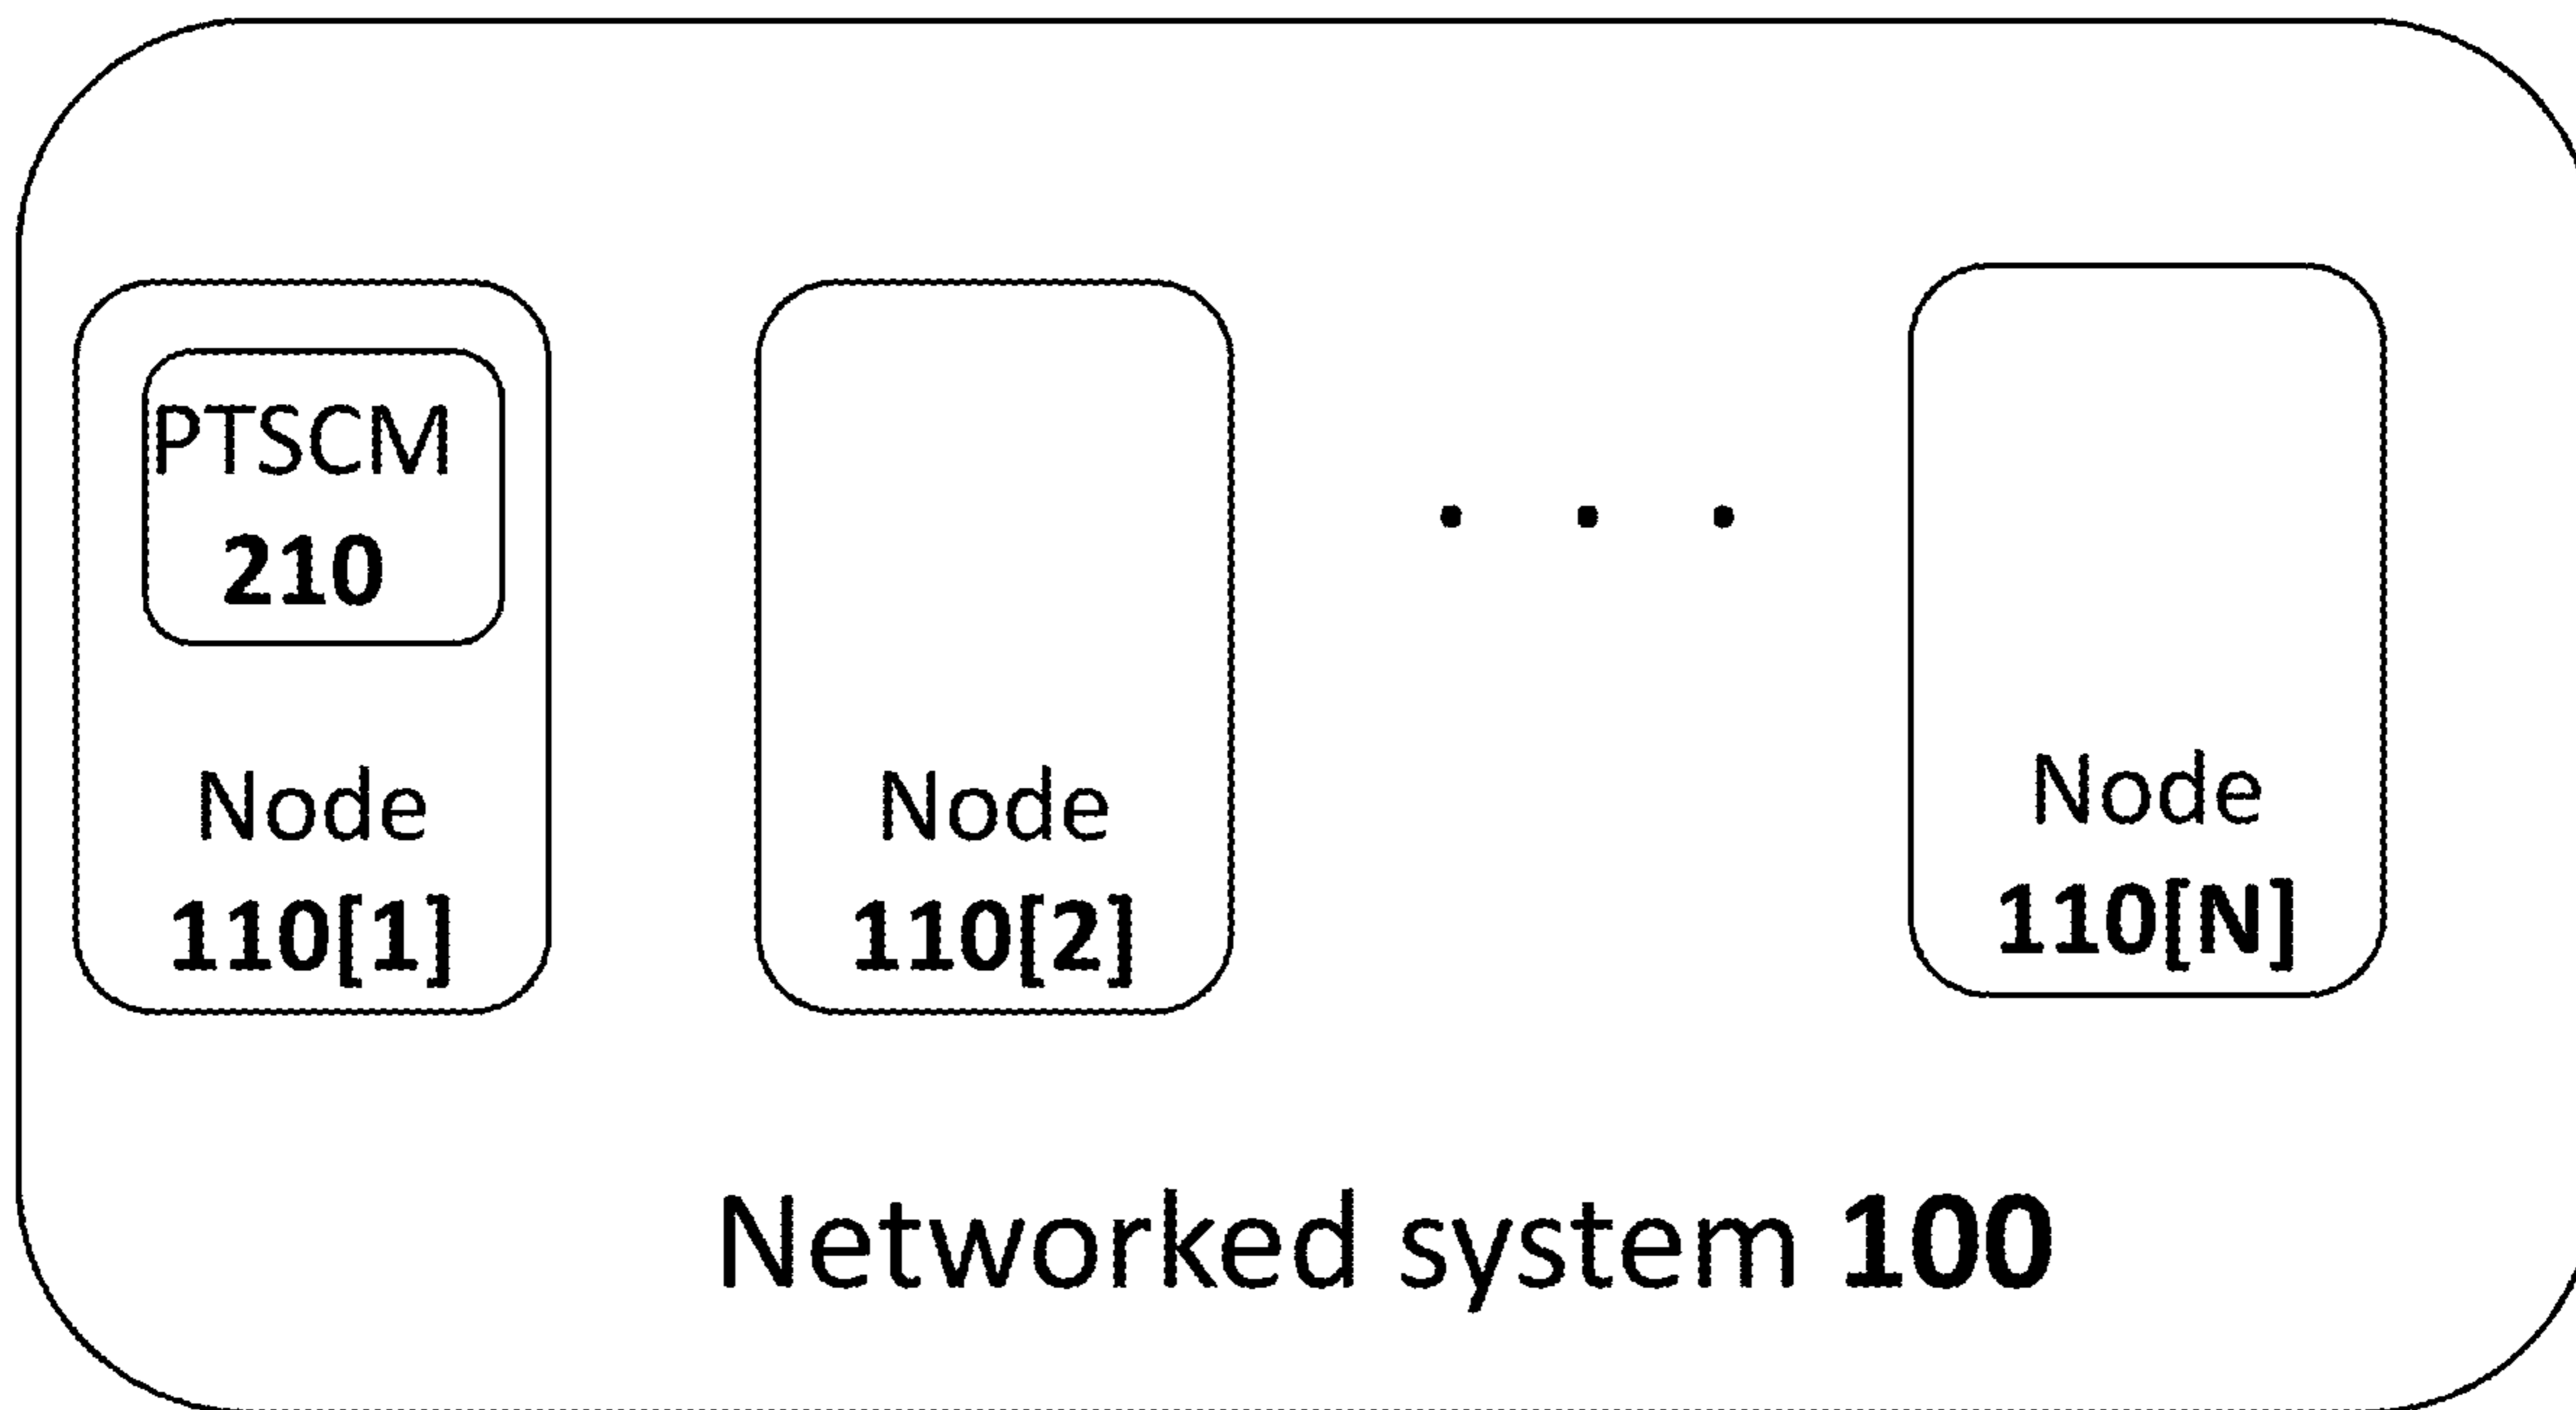 PTSCM
210
Node
110[1]
Node
110[2]
. . .
Node
110[N]
Networked system 100